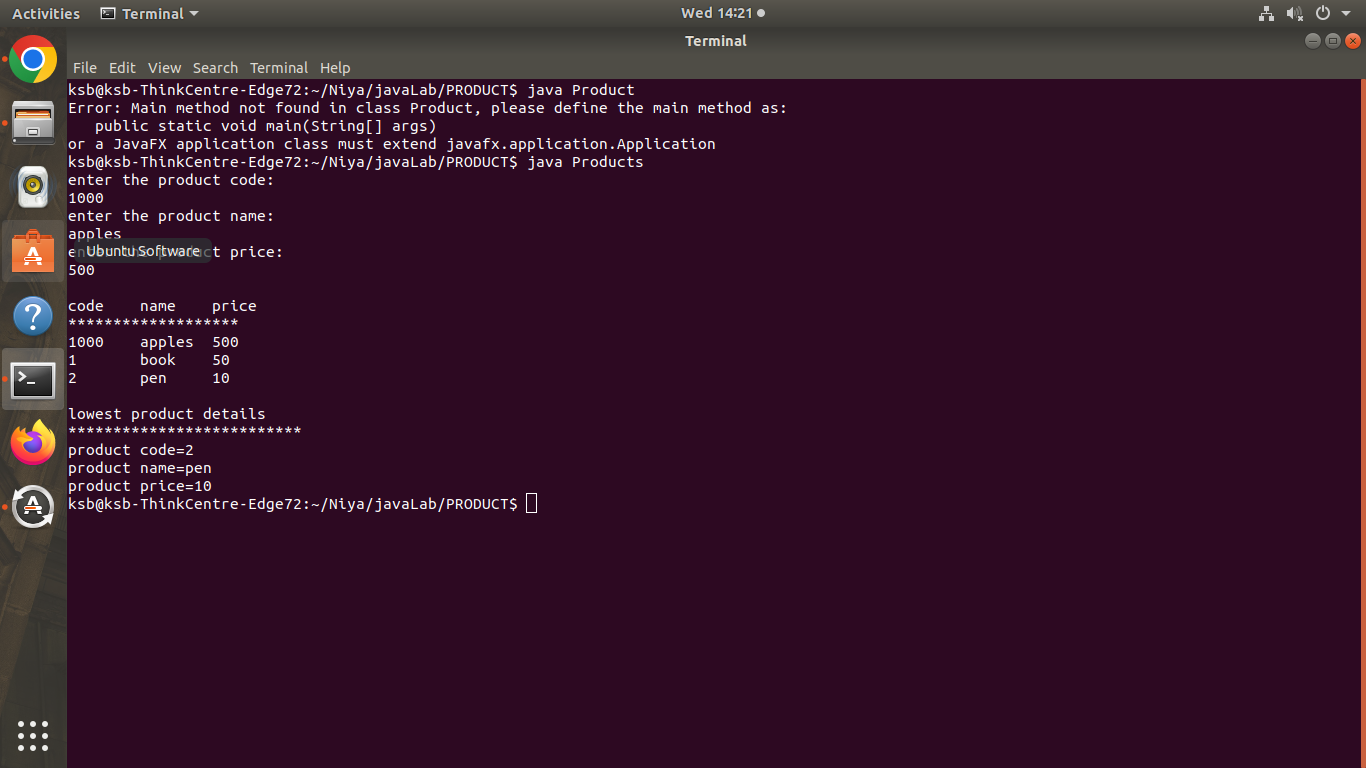 Activities Terminal Wed 14:21
Terminal
File Edit View Search Terminal Help
ksb@ksb-ThinkCentre-Edge72:~/Niya/javaLab/PRODUCT$ java Product
Error: Main method not found in class Product, please define the main method as:
   public static void main(String[] args)
or a JavaFX application class must extend javafx.application.Application
ksb@ksb-ThinkCentre-Edge72:~/Niya/javaLab/PRODUCT$ java Products
enter the product code:
1000
enter the product name:
apples
enter the product price:
Ubuntu Software
500
code    name    price
*******************
1000    apples  500
1       book    50
2       pen     10
lowest product details
**************************
product code=2
product name=pen
product price=10
ksb@ksb-ThinkCentre-Edge72:~/Niya/javaLab/PRODUCT$